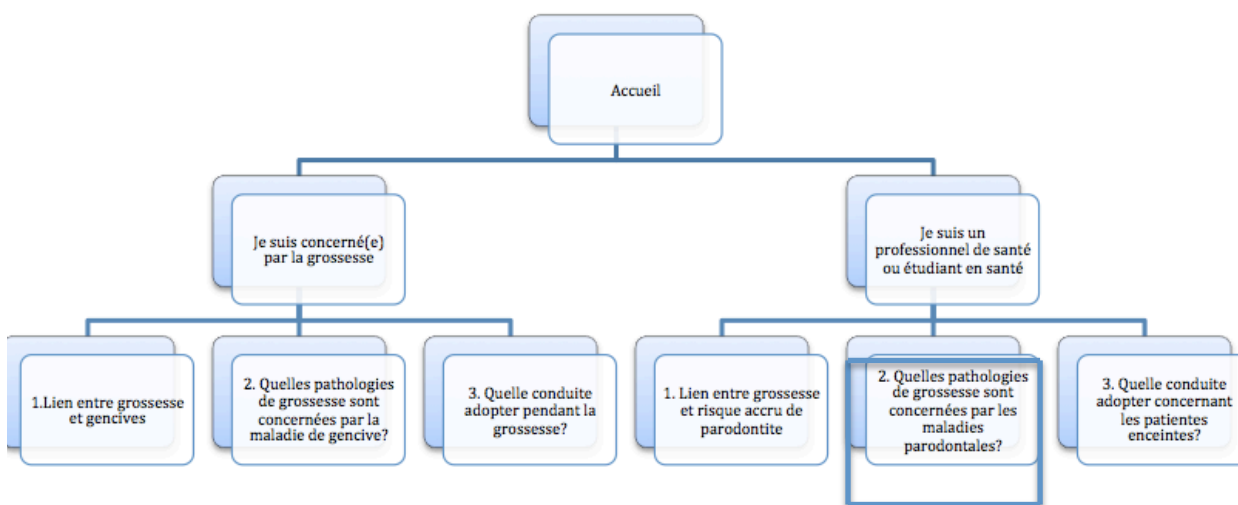 Accueil
Je suis concerné(e)
par la grossesse
Je suis un
professionnel de santé
ou étudiant en santé
1.Lien entre grossesse
et gencives
2. Quelles pathologies
de grossesse sont
concernées par la
maladie de gencive?
3. Quelle conduite
adopter pendant la
grossesse?
1. Lien entre grossesse
et risque accru de
parodontite
2. Quelles pathologies
de grossesse sont
concernées par les
maladies
parodontales?
3. Quelle conduite
adopter concernant
les patientes
enceintes?